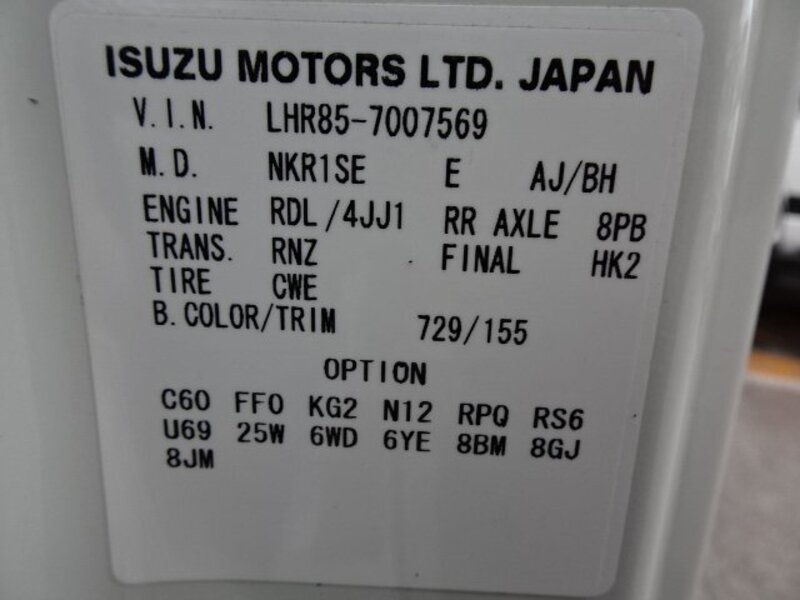 ISUZU MOTORS LTD. JAPAN
V.I.N. LHR85-7007569
M.D. NKR1SE E AJ/BH
ENGINE RDL/4JJ1 RR AXLE 8PB
TRANS. RNZ FINAL HK2
TIRE CWE
B.COLOR/TRIM 729/155
OPTION
C60 FF0 KG2 N12 RPQ RS6
U69 25W 6WD 6YE 8BM 8GJ
8JM